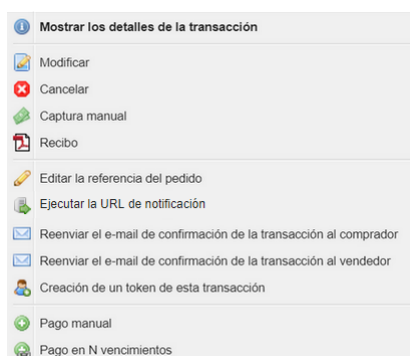 Mostrar los detalles de la transacción
Modificar
Cancelar
Captura manual
Recibo
Editar la referencia del pedido
Ejecutar la URL de notificación
Reenviar el e-mail de confirmación de la transacción al comprador
Reenviar el e-mail de confirmación de la transacción al vendedor
Creación de un token de esta transacción
Pago manual
Pago en N vencimientos